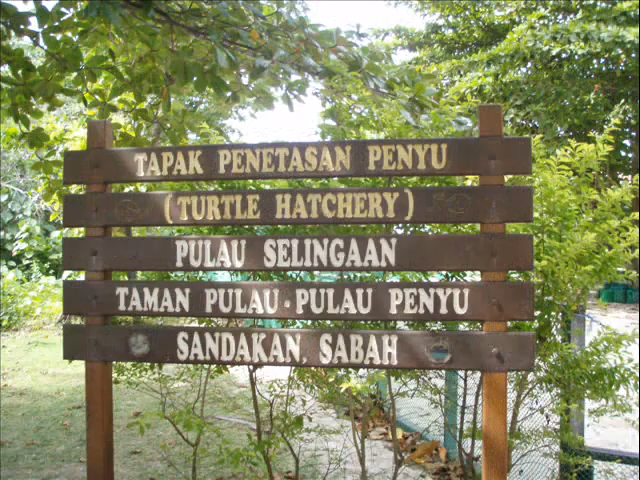 TAPAK PENETASAN PENYU
(TURTLE HATCHERY)
PULAU SELINGAAN
TAMAN PULAU-PULAU PENYU
SANDAKAN, SABAH